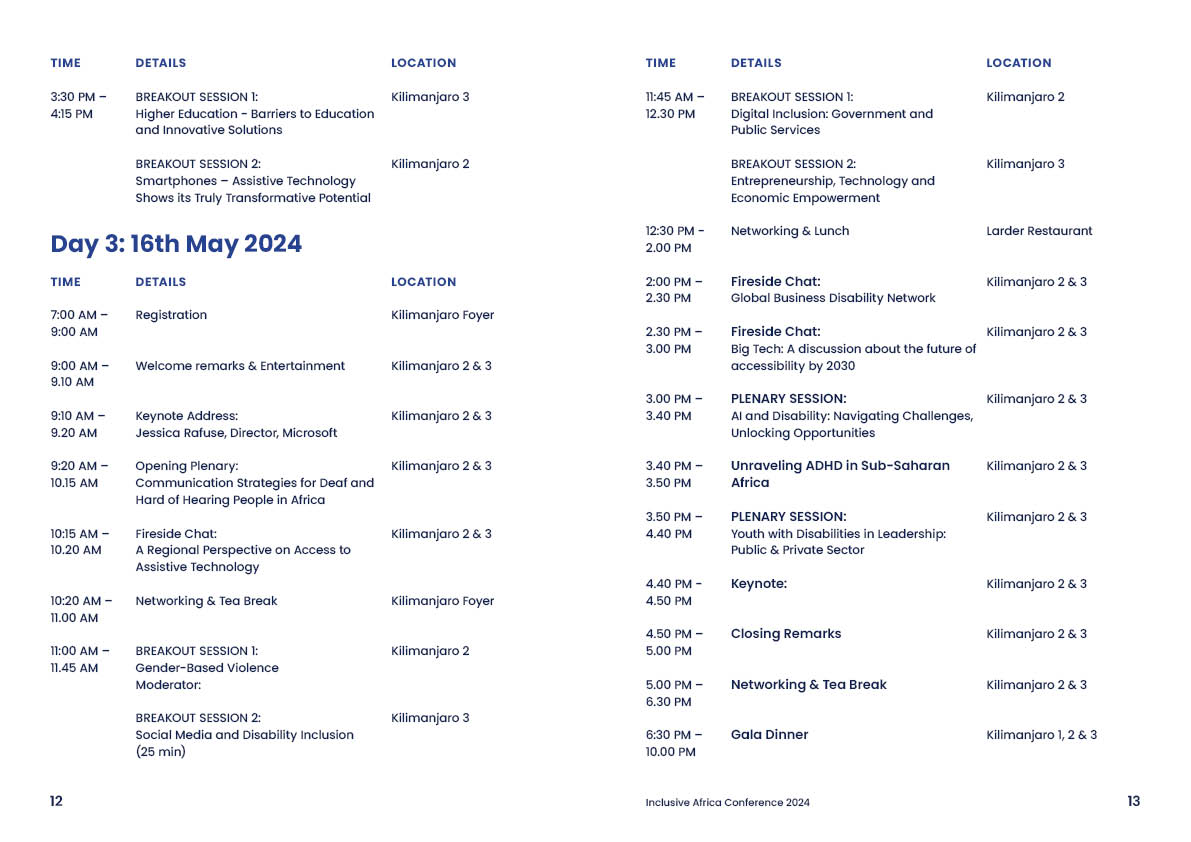 TIME DETAILS LOCATION
3:30 PM – BREAKOUT SESSION 1: Kilimanjaro 3
4:15 PM Higher Education - Barriers to Education
and Innovative Solutions
BREAKOUT SESSION 2: Kilimanjaro 2
Smartphones – Assistive Technology
Shows its Truly Transformative Potential
Day 3: 16th May 2024
TIME DETAILS LOCATION
7:00 AM – Registration Kilimanjaro Foyer
9:00 AM
9:00 AM – Welcome remarks & Entertainment Kilimanjaro 2 & 3
9.10 AM
9:10 AM – Keynote Address: Kilimanjaro 2 & 3
9.20 AM Jessica Rafuse, Director, Microsoft
9:20 AM – Opening Plenary: Kilimanjaro 2 & 3
10.15 AM Communication Strategies for Deaf and
Hard of Hearing People in Africa
10:15 AM – Fireside Chat: Kilimanjaro 2 & 3
10.20 AM A Regional Perspective on Access to
Assistive Technology
10:20 AM – Networking & Tea Break Kilimanjaro Foyer
11.00 AM
11:00 AM – BREAKOUT SESSION 1: Kilimanjaro 2
11.45 AM Gender-Based Violence
Moderator:
BREAKOUT SESSION 2: Kilimanjaro 3
Social Media and Disability Inclusion
(25 min)
12
TIME DETAILS LOCATION
11:45 AM – BREAKOUT SESSION 1: Kilimanjaro 2
12.30 PM Digital Inclusion: Government and
Public Services
BREAKOUT SESSION 2: Kilimanjaro 3
Entrepreneurship, Technology and
Economic Empowerment
12:30 PM - Networking & Lunch Larder Restaurant
2.00 PM
2:00 PM – Fireside Chat: Kilimanjaro 2 & 3
2.30 PM Global Business Disability Network
2.30 PM – Fireside Chat: Kilimanjaro 2 & 3
3.00 PM Big Tech: A discussion about the future of
accessibility by 2030
3.00 PM – PLENARY SESSION: Kilimanjaro 2 & 3
3.40 PM AI and Disability: Navigating Challenges,
Unlocking Opportunities
3.40 PM – Unraveling ADHD in Sub-Saharan Kilimanjaro 2 & 3
3.50 PM Africa
3.50 PM – PLENARY SESSION: Kilimanjaro 2 & 3
4.40 PM Youth with Disabilities in Leadership:
Public & Private Sector
4.40 PM - Keynote: Kilimanjaro 2 & 3
4.50 PM
4.50 PM – Closing Remarks Kilimanjaro 2 & 3
5.00 PM
5.00 PM – Networking & Tea Break Kilimanjaro 2 & 3
6.30 PM
6:30 PM – Gala Dinner Kilimanjaro 1, 2 & 3
10.00 PM
Inclusive Africa Conference 2024 13